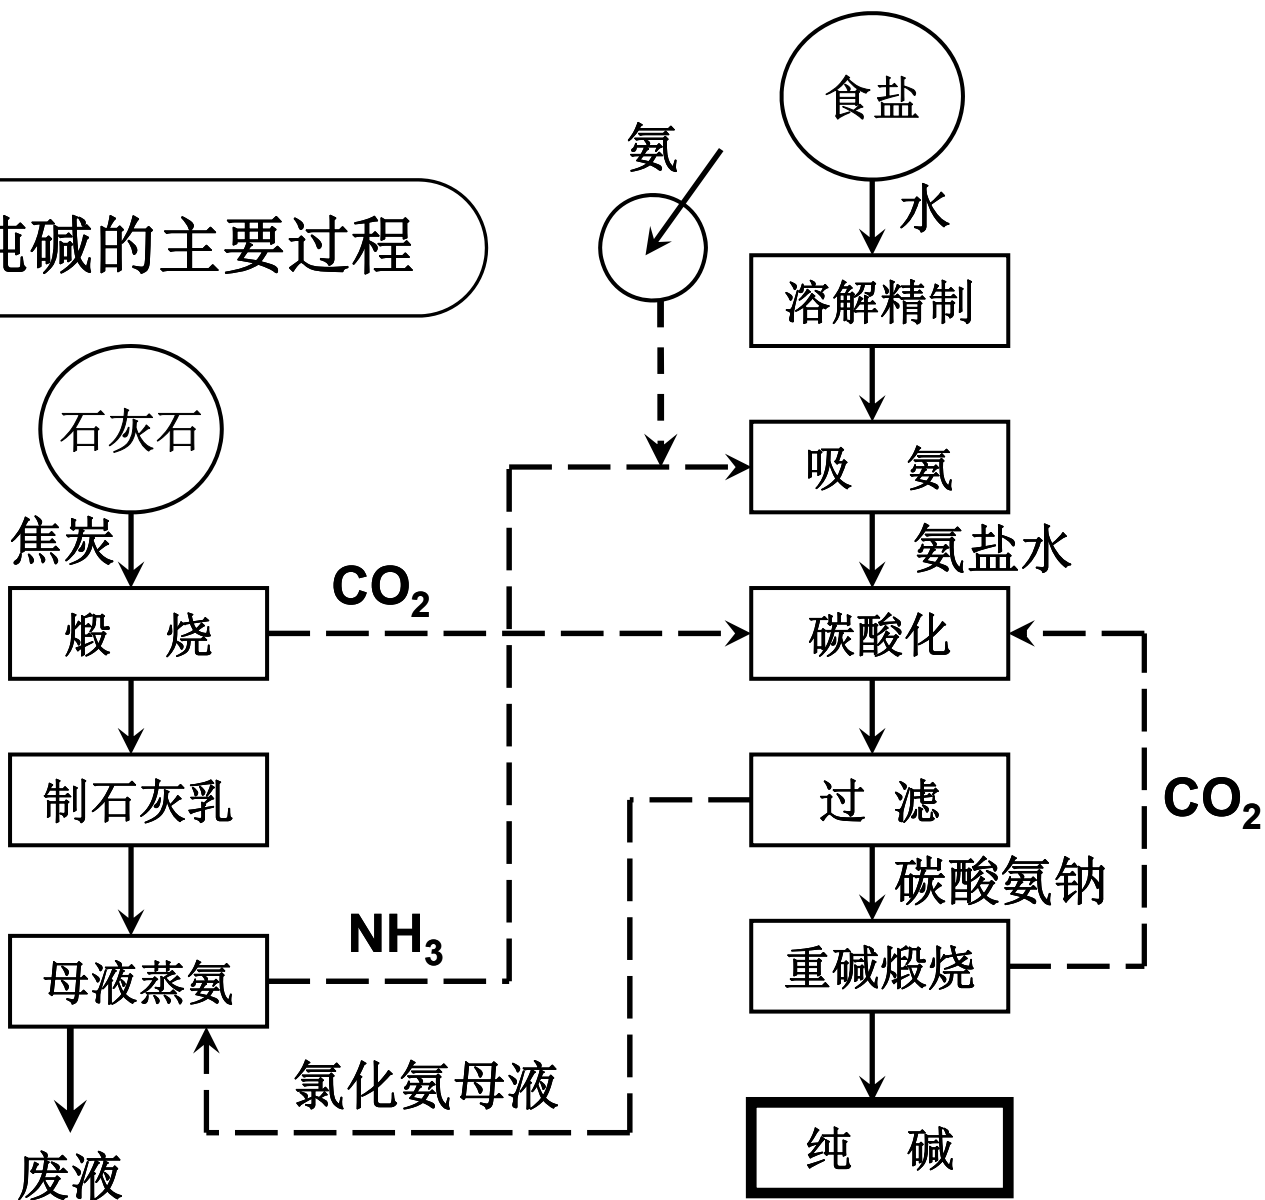 食盐
氨
水
纯碱的主要过程
溶解精制
石灰石
吸 氨
焦炭
氨盐水
CO2
煅 烧
碳酸化
制石灰乳
过 滤
CO2
碳酸氨钠
NH3
母液蒸氨
重碱煅烧
氯化氨母液
纯 碱
废液